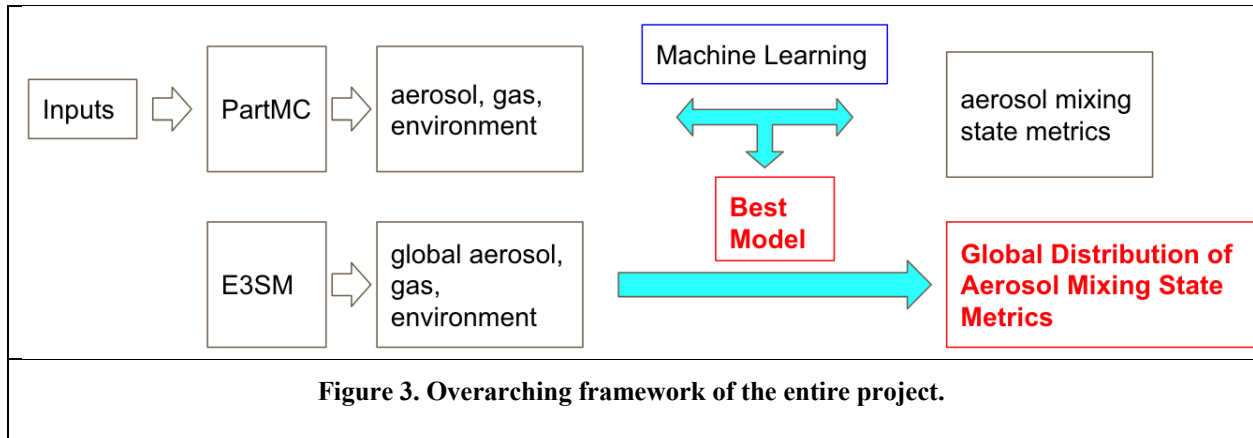 Machine Learning
Inputs
PartMC
aerosol, gas,
environment
aerosol mixing
state metrics
Best
Model
E3SM
global aerosol,
gas,
environment
Global Distribution of
Aerosol Mixing State
Metrics
Figure 3. Overarching framework of the entire project.